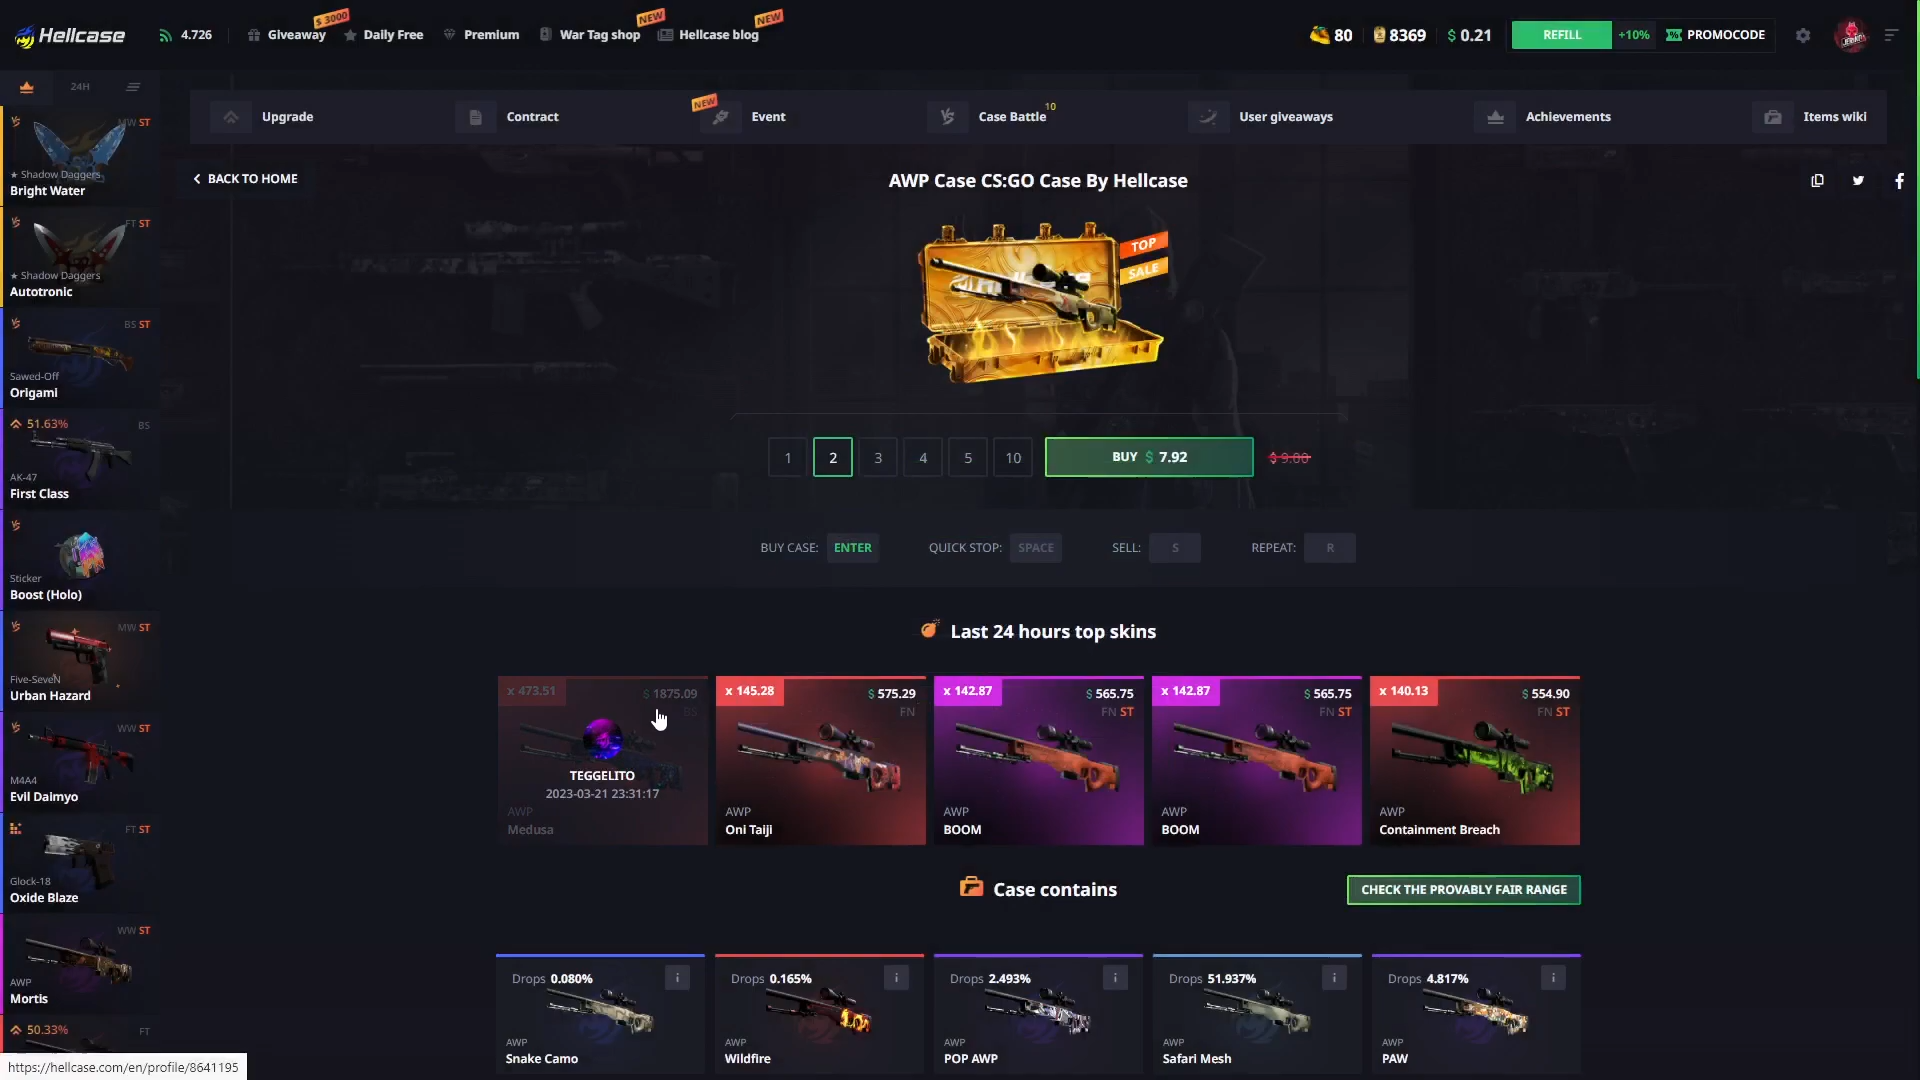 Hellcase
4.726
Giveaway
$ 3000
Daily Free
Premium
War Tag shop
NEW
Hellcase blog
NEW
80
8369
$ 0.21
REFILL
+10%
PROMOCODE
24H
Upgrade
Contract
NEW
Event
Case Battle 10
User giveaways
Achievements
Items wiki
BACK TO HOME
AWP Case CS:GO Case By Hellcase
TOP
SALE
1
2
3
4
5
10
BUY $ 7.92
$ 9.00
BUY CASE: ENTER
QUICK STOP: SPACE
SELL: S
REPEAT: R
MW ST
★ Shadow Daggers
Bright Water
FT ST
★ Shadow Daggers
Autotronic
BS ST
Sawed-Off
Origami
51.63%
BS
AK-47
First Class
Sticker
Boost (Holo)
MW ST
Five-SeveN
Urban Hazard
WW ST
M4A4
Evil Daimyo
FT ST
Glock-18
Oxide Blaze
WW ST
AWP
Mortis
50.33%
FT
Last 24 hours top skins
x 473.51
$ 1875.09
BS
TEGGELITO
2023-03-21 23:31:17
AWP
Medusa
x 145.28
$ 575.29
FN
AWP
Oni Taiji
x 142.87
$ 565.75
FN ST
AWP
BOOM
x 142.87
$ 565.75
FN ST
AWP
BOOM
x 140.13
$ 554.90
FN ST
AWP
Containment Breach
Case contains
CHECK THE PROVABLY FAIR RANGE
Drops 0.080%
i
AWP
Snake Camo
Drops 0.165%
i
AWP
Wildfire
Drops 2.493%
i
AWP
POP AWP
Drops 51.937%
i
AWP
Safari Mesh
Drops 4.817%
i
AWP
PAW
https://hellcase.com/en/profile/8641195